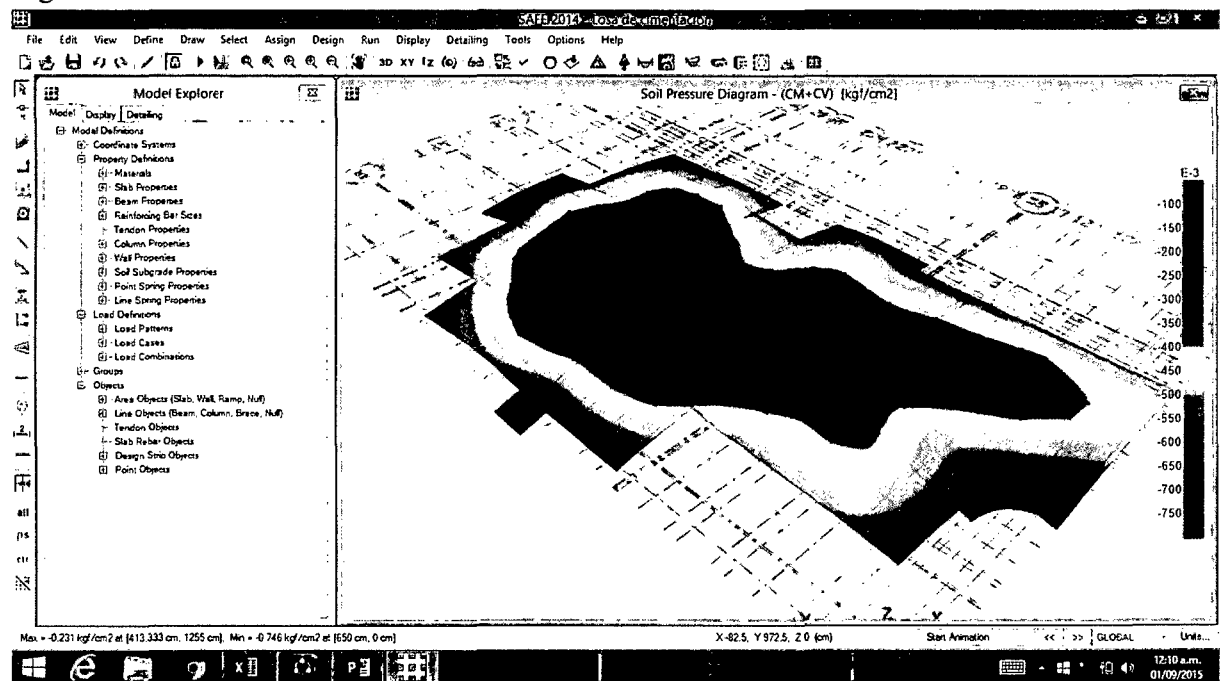 SAFE 2014 - Losa de cimentación
File Edit View Define Draw Select Assign Design Run Display Detailing Tools Options Help
3D XY
Model Explorer
Model Display Detailing
Model Definitions
Coordinate Systems
Property Definitions
Materials
Slab Properties
Beam Properties
Reinforcing Bar Sizes
Tendon Properties
Column Properties
Wall Properties
Soil Subgrade Properties
Point Spring Properties
Line Spring Properties
Load Definitions
Load Patterns
Load Cases
Load Combinations
Groups
Objects
Area Objects (Slab, Wall, Ramp, Null)
Line Objects (Beam, Column, Brace, Null)
Tendon Objects
Slab Rebar Objects
Design Strip Objects
Point Objects
all
ps
clr
Soil Pressure Diagram - (CM+CV) [kgf/cm2]
E-3
-100
-150
-200
-250
-300
-350
-400
-450
-500
-550
-600
-650
-700
-750
Max = -0.231 kgf/cm2 at [413.333 cm, 1255 cm], Min = -0.746 kgf/cm2 at [650 cm, 0 cm]
X -82.5, Y 972.5, Z 0 (cm)
Start Animation
<< >>
GLOBAL
Units...
12:10 a.m.
01/09/2015